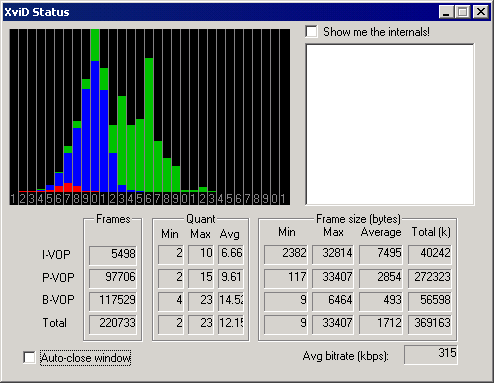 XviD Status
Show me the internals!
1 2 3 4 5 6 7 8 9 0 1 2 3 4 5 6 7 8 9 0 1 2 3 4 5 6 7 8 9 0 1
Frames Quant Frame size (bytes)
Min Max Avg Min Max Average Total (k)
I-VOP 5498 2 10 6.66 2382 32814 7495 40242
P-VOP 97706 2 15 9.61 117 33407 2854 272323
B-VOP 117529 4 23 14.52 9 6464 493 56598
Total 220733 2 23 12.15 9 33407 1712 369163
Auto-close window Avg bitrate (kbps): 315